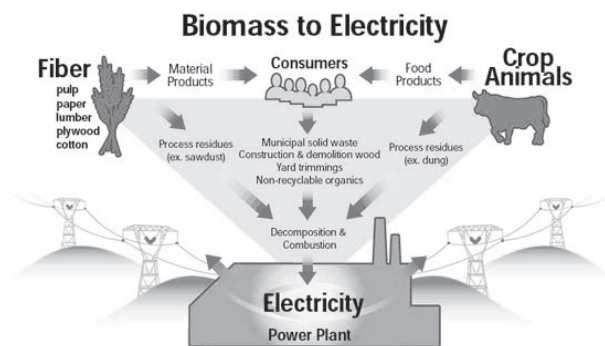 Biomass to Electricity
Fiber
pulp
paper
lumber
plywood
cotton
Material
Products
Consumers
Food
Products
Crop
Animals
Process residues
(ex. sawdust)
Municipal solid waste
Construction & demolition wood
Yard trimmings
Non-recyclable organics
Process residues
(ex. dung)
Decomposition &
Combustion
Electricity
Power Plant